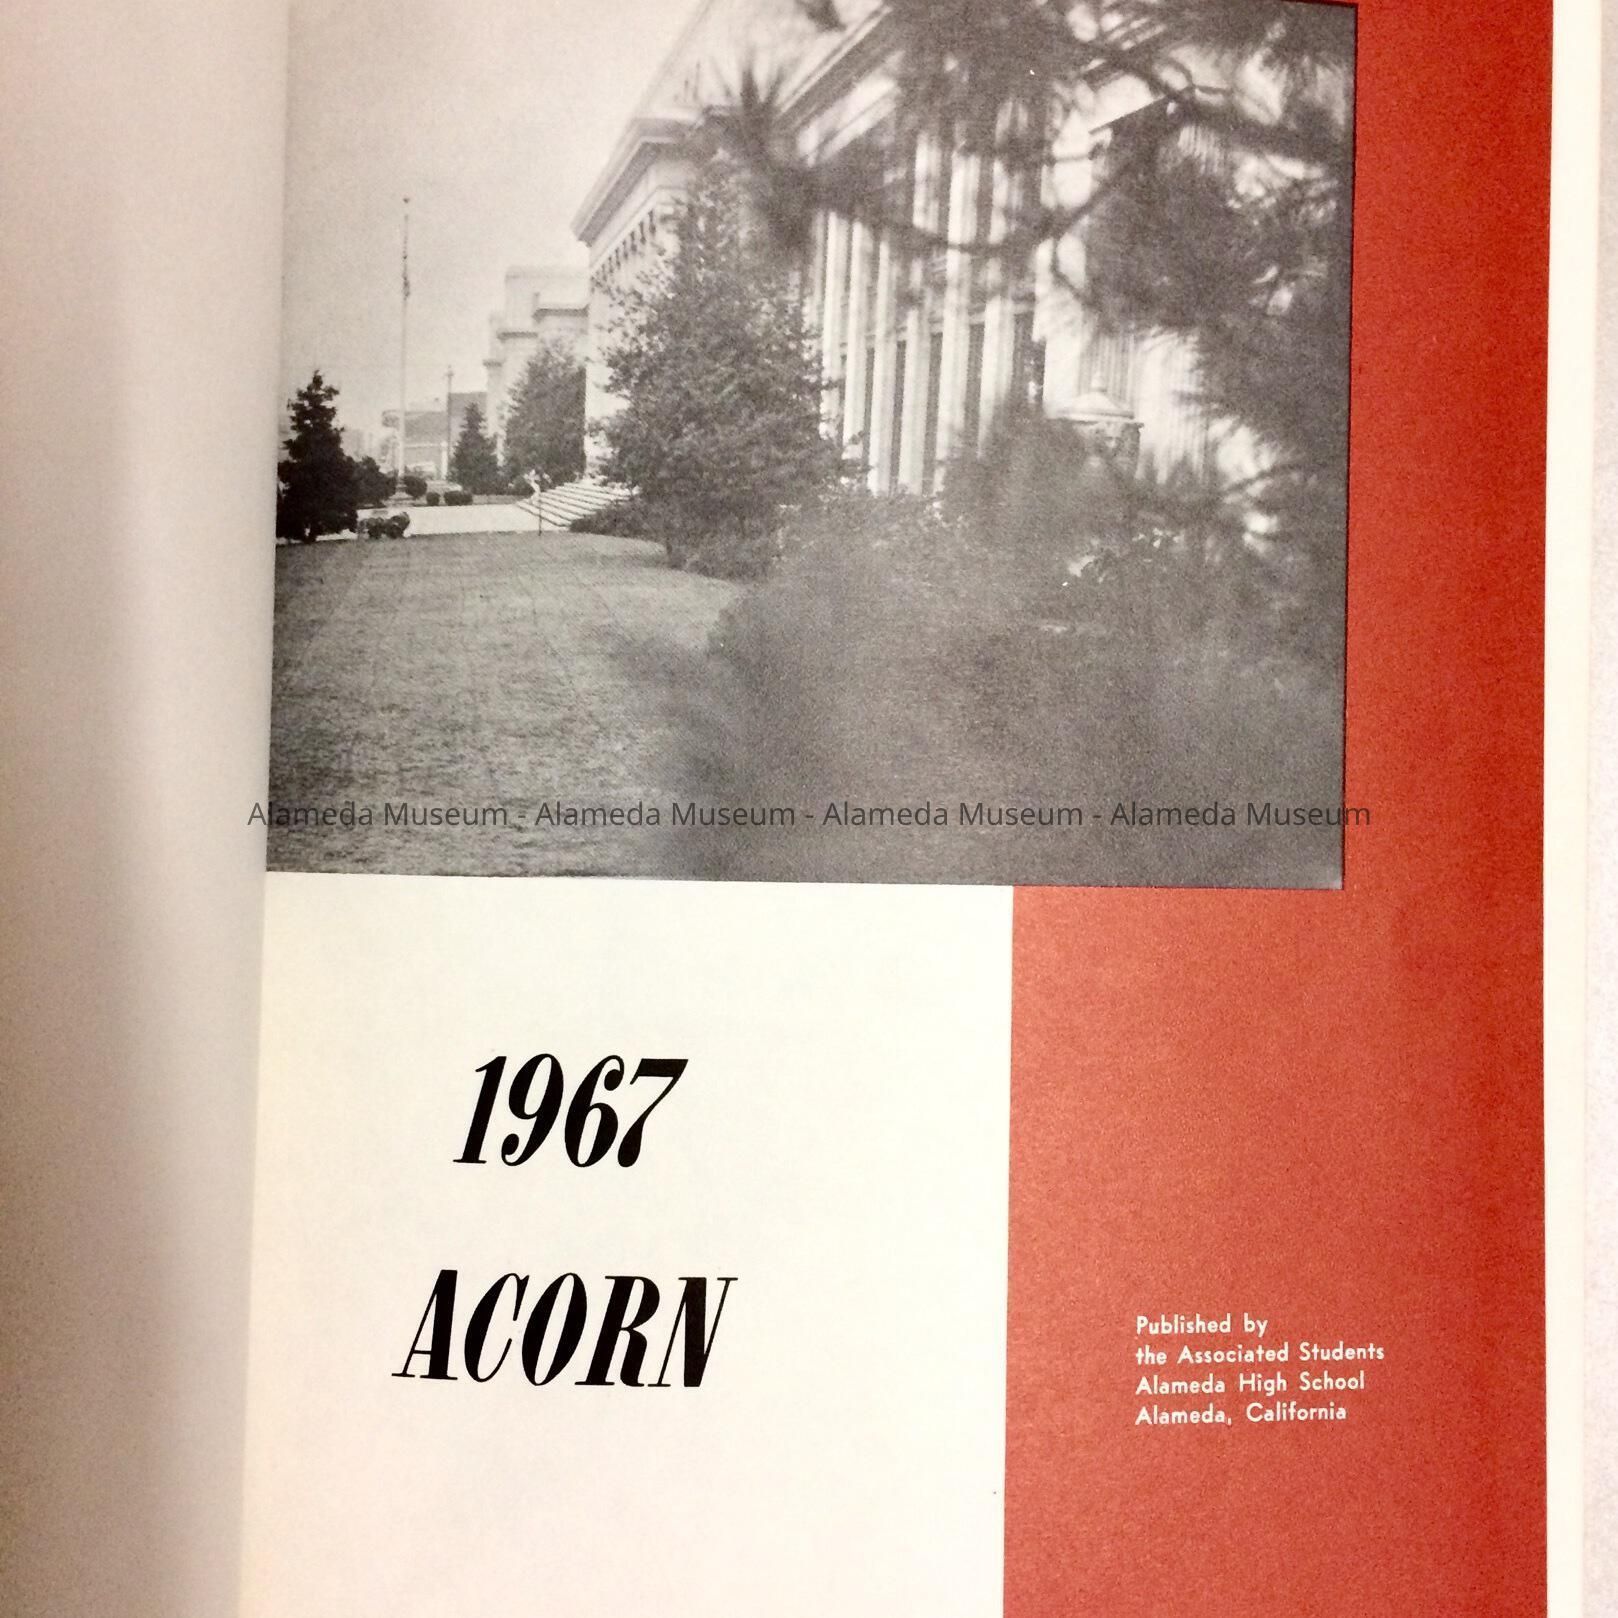 Alameda Museum - Alameda Museum - Alameda Museum - Alameda Museum
1967
ACORN
Published by
the Associated Students
Alameda High School
Alameda, California